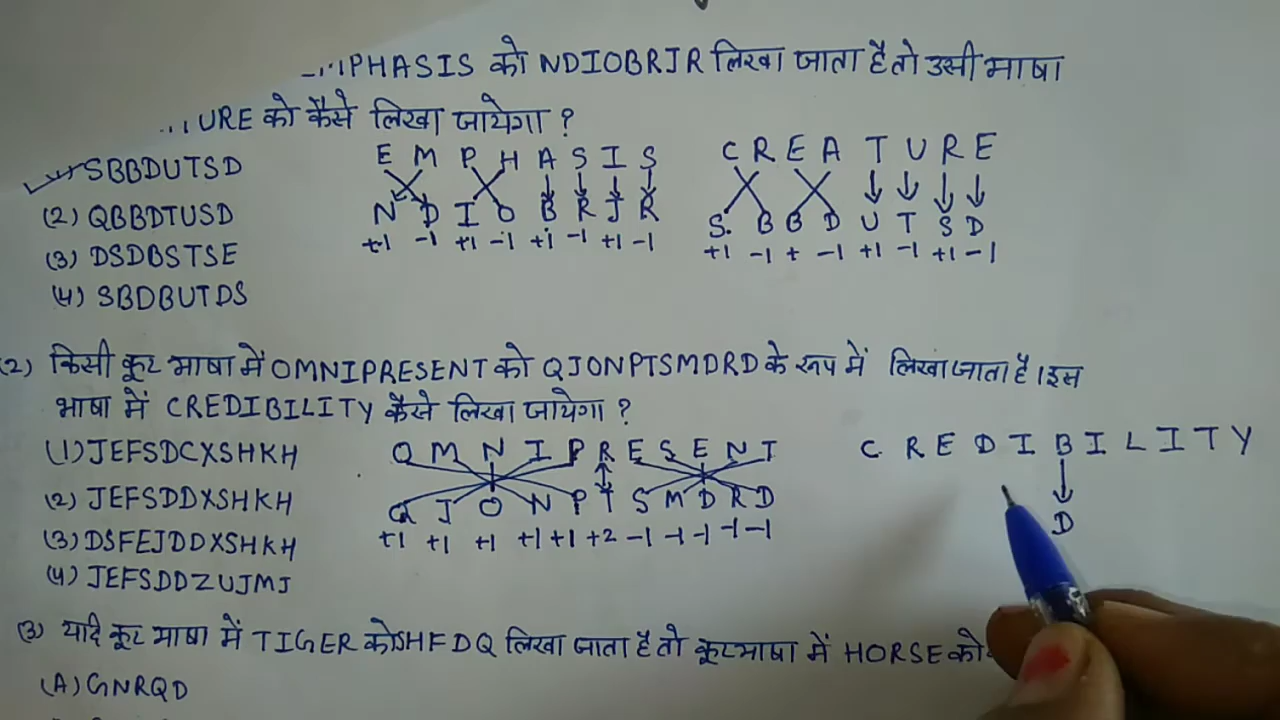 PHASIS को NDIOBRJR लिखा जाता है तो उसी भाषा
URE को कैसे लिखा जायेगा ?
SBBDUTSD
(2) QBBDTUSD
(3) DSDBSTSE
(4) SBDBUTDS
E M P H A S I S
N D I O B R J R
+1 -1 +1 -1 +1 -1 +1 -1
C R E A T U R E
S B B D U T S D
+1 -1 + -1 +1 -1 +1 -1
(2) किसी कूट भाषा में OMNIPRESENT को QJONPTSMDRD के रूप में लिखा जाता है। इस
भाषा में CREDIBILITY कैसे लिखा जायेगा ?
(1) JEFSDCXSHKH
(2) JEFSDDXSHKH
(3) DSFEJDDXSHKH
(4) JEFSDDZUJMJ
O M N I P R E S E N T
Q J O N P T S M D R D
+1 +1 +1 +1 +1 +2 -1 -1 -1 -1 -1
C R E D I B I L I T Y
D
(3) यदि कूट भाषा में TIGER को SHFDQ लिखा जाता है तो कूटभाषा में HORSE को
(A) GNRQD